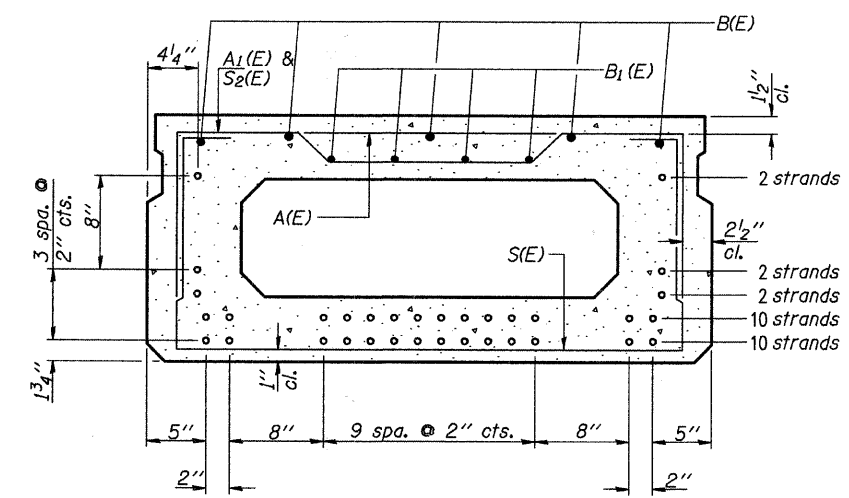 B(E)
4¼"
A1(E) &
S2(E)
B1(E)
1½"
cl.
3 spa. @
2" cts.
8"
2 strands
A(E)
S(E)
2½"
cl.
2 strands
2 strands
10 strands
10 strands
1¾"
1"
cl.
5"
8"
9 spa. @ 2" cts.
8"
5"
2"
2"